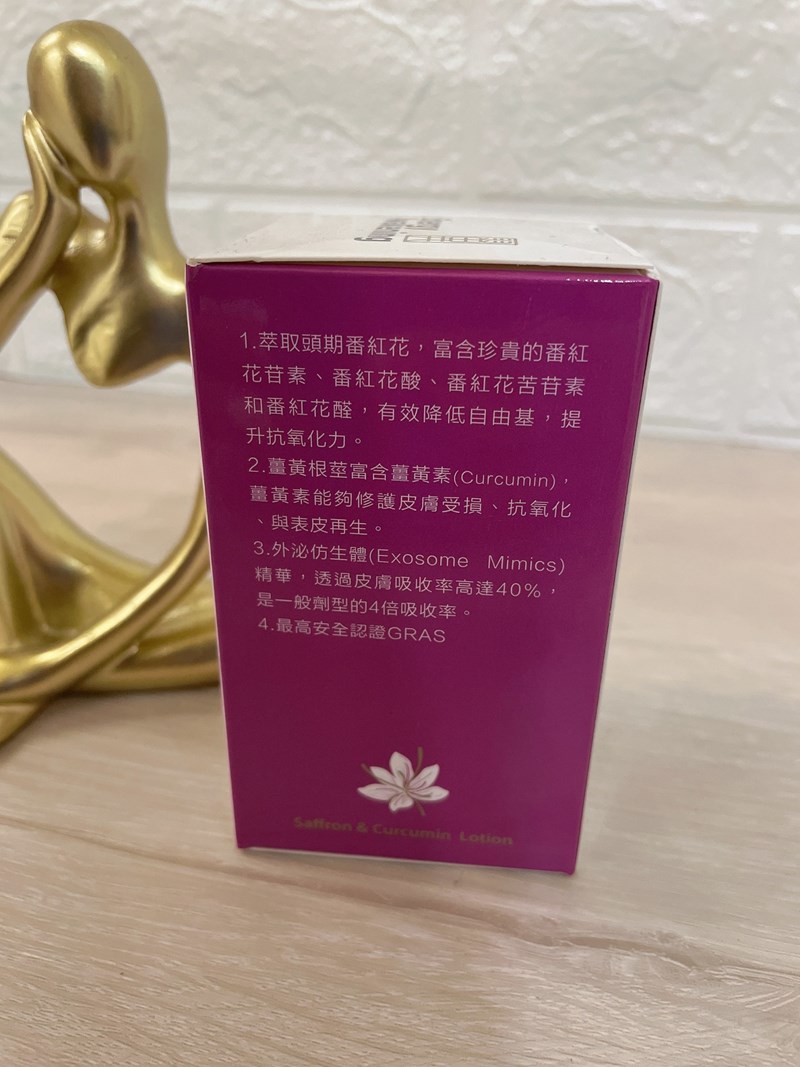 1.萃取頭期番紅花，富含珍貴的番紅
花苷素、番紅花酸、番紅花苦苷素
和番紅花醛，有效降低自由基，提
升抗氧化力。
2.薑黃根莖富含薑黃素(Curcumin)，
薑黃素能夠修護皮膚受損、抗氧化
、與表皮再生。
3.外泌仿生體(Exosome Mimics)
精華，透過皮膚吸收率高達40%，
是一般劑型的4倍吸收率。
4.最高安全認證GRAS
Saffron & Curcumin Lotion